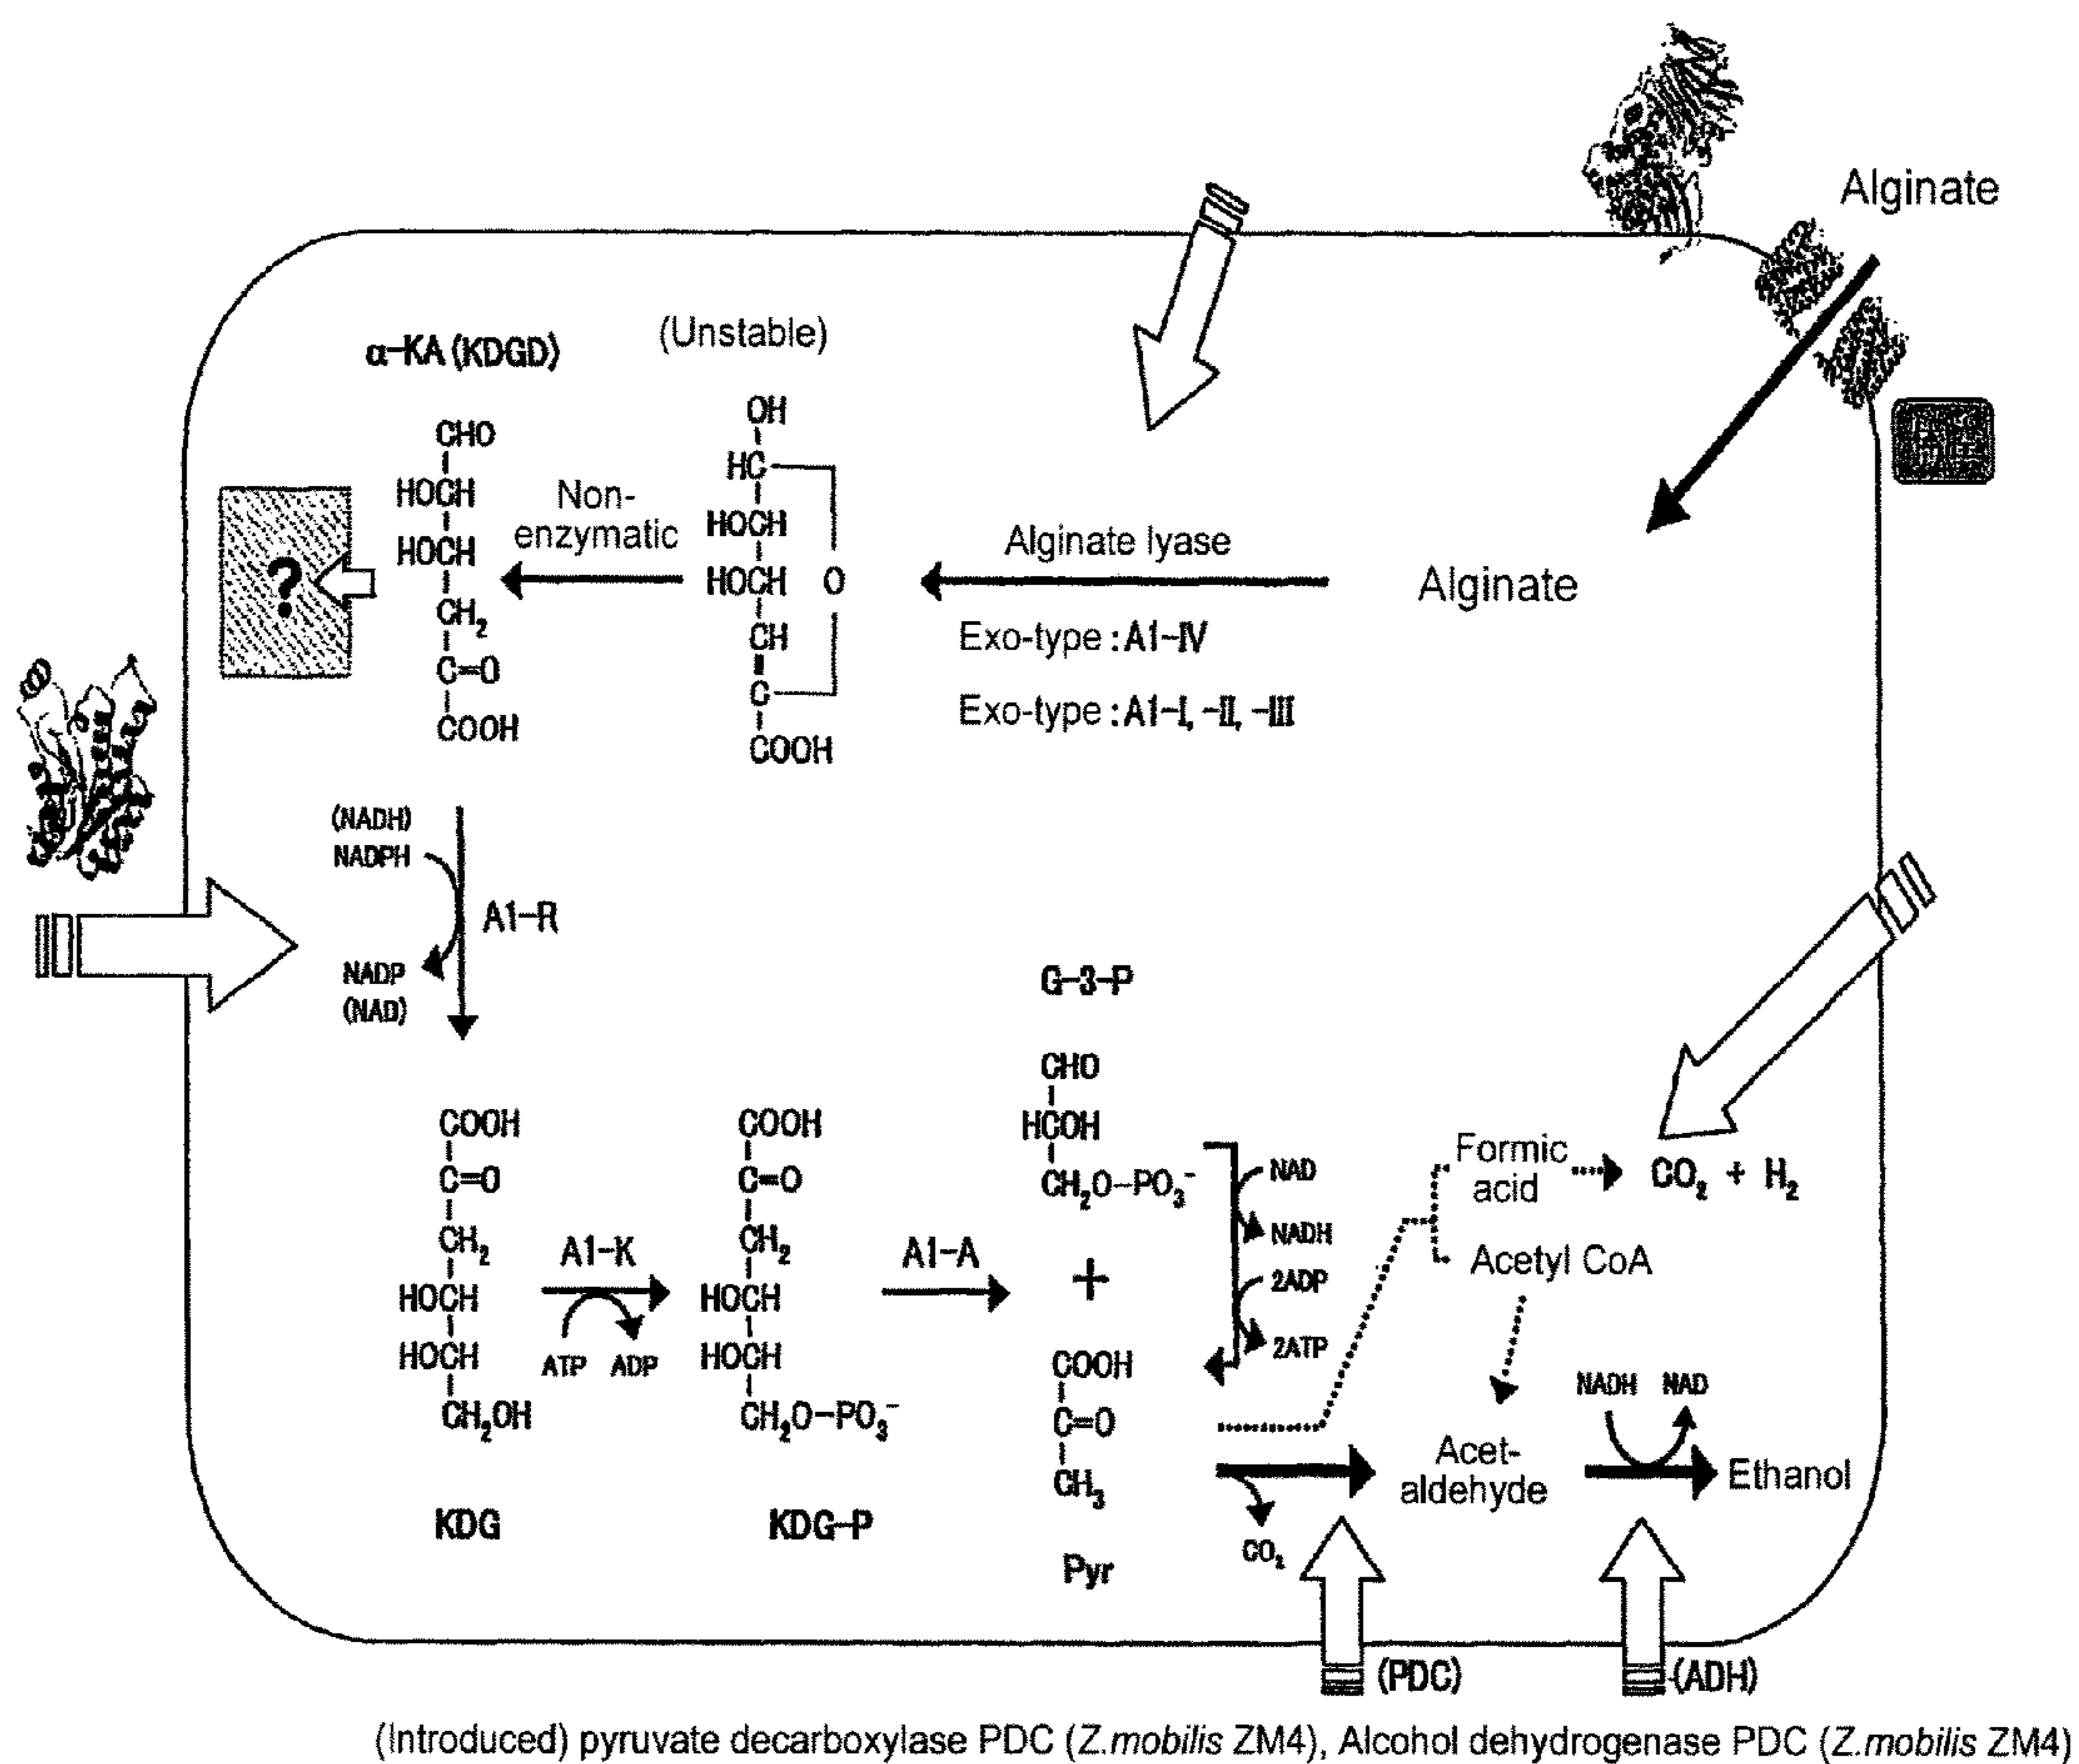 Alginate
α-KA (KDGD)
(Unstable)
CHO
HOCH
HOCH
CH2
C=O
COOH
?
Non-
enzymatic
OH
HC
HOCH
HOCH O
CH
C
COOH
Alginate lyase
Exo-type : A1-IV
Exo-type : A1-I, -II, -III
Alginate
(NADH)
NADPH
A1-R
NADP
(NAD)
COOH
C=O
CH2
HOCH
HOCH
CH2OH
KDG
A1-K
ATP ADP
COOH
C=O
CH2
HOCH
HOCH
CH2O-PO3-
KDG-P
A1-A
G-3-P
CHO
HCOH
CH2O-PO3-
+
COOH
C=O
CH3
Pyr
NAD
NADH
2ADP
2ATP
Formic
acid
CO2 + H2
Acetyl CoA
CO2
Acet-
aldehyde
NADH NAD
Ethanol
(PDC)
(ADH)
(Introduced) pyruvate decarboxylase PDC (Z.mobilis ZM4), Alcohol dehydrogenase PDC (Z.mobilis ZM4)